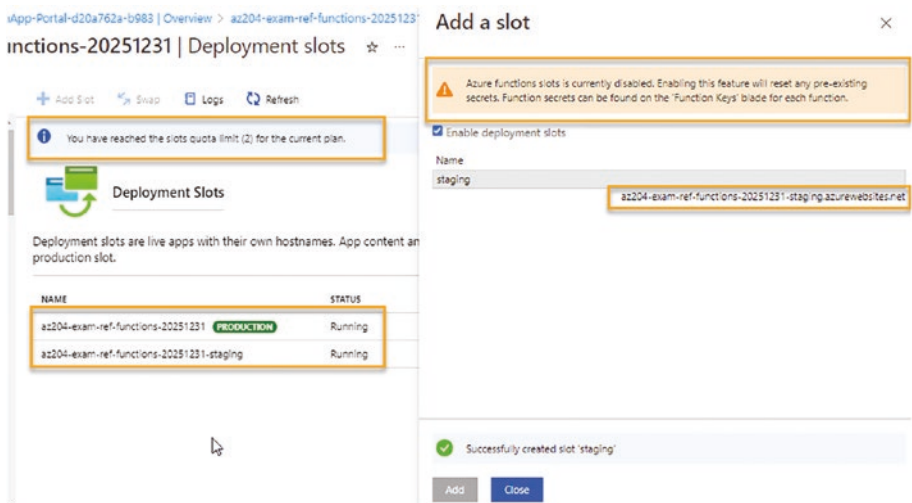 App-Portal-d20a762a-b983 | Overview > az204-exam-ref-functions-2025123
nctions-20251231 | Deployment slots
Add Slot Swap Logs Refresh
You have reached the slots quota limit (2) for the current plan.
Deployment Slots
Deployment slots are live apps with their own hostnames. App content an
production slot.
NAME STATUS
az204-exam-ref-functions-20251231 PRODUCTION Running
az204-exam-ref-functions-20251231-staging Running
Add a slot
Azure functions slots is currently disabled. Enabling this feature will reset any pre-existing
secrets. Function secrets can be found on the 'Function Keys' blade for each function.
Enable deployment slots
Name
staging
az204-exam-ref-functions-20251231-staging.azurewebsites.net
Successfully created slot 'staging'
Add Close